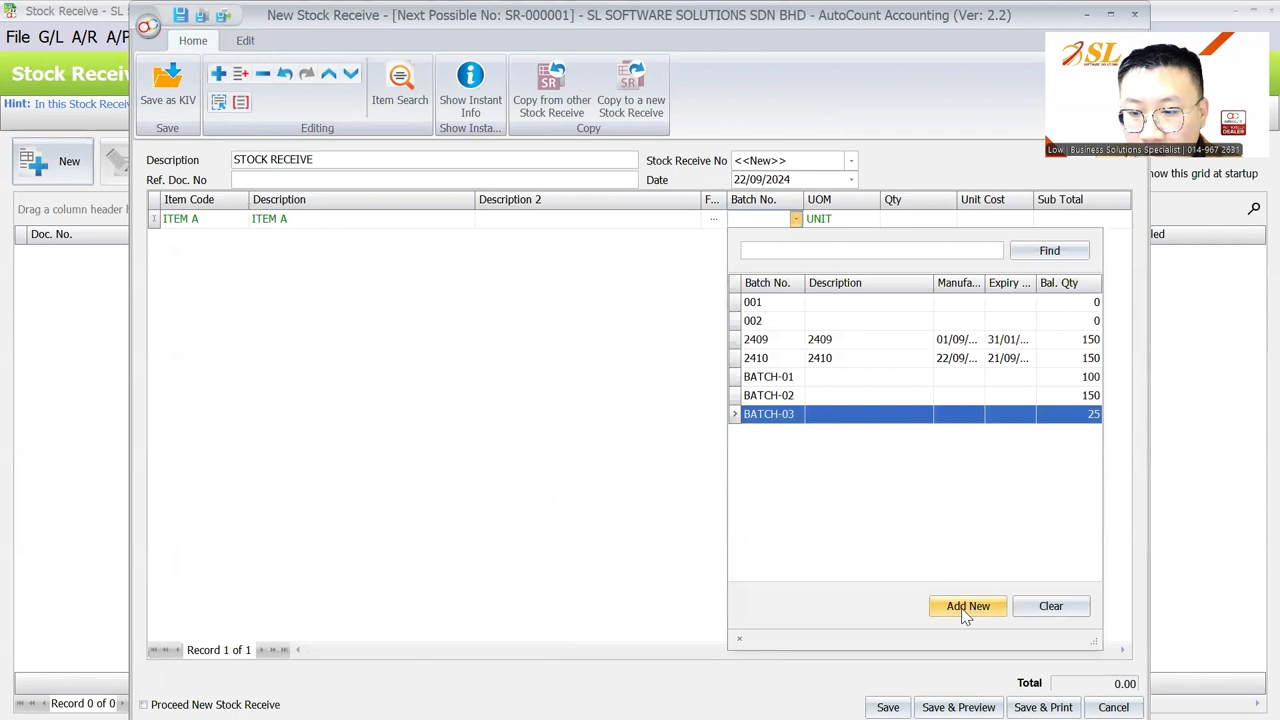 Stock Receive - SL
New Stock Receive - [Next Possible No: SR-000001] - SL SOFTWARE SOLUTIONS SDN BHD - AutoCount Accounting (Ver: 2.2)
File G/L A/R A/P
Home Edit
SL
SOFTWARE SOLUTIONS
DEALER
Low | Business Solutions Specialist | 014-967 2631
Stock Receiv
Hint: In this Stock Receiv
Save as KIV
Item Search
Show Instant
Info
Copy from other
Stock Receive
Copy to a new
Stock Receive
Save Editing Show Insta... Copy
New
how this grid at startup
Description STOCK RECEIVE
Stock Receive No <<New>>
Ref. Doc. No
Date 22/09/2024
Drag a column header h
Doc. No.
lled
Item Code Description Description 2 F... Batch No. UOM Qty Unit Cost Sub Total
ITEM A ITEM A ... UNIT
Find
Batch No. Description Manufa... Expiry ... Bal. Qty
001 0
002 0
2409 2409 01/09/... 31/01/... 150
2410 2410 22/09/... 21/09/... 150
BATCH-01 100
BATCH-02 150
BATCH-03 25
Add New Clear
Record 1 of 1
Total 0.00
Record 0 of 0
Proceed New Stock Receive
Save Save & Preview Save & Print Cancel